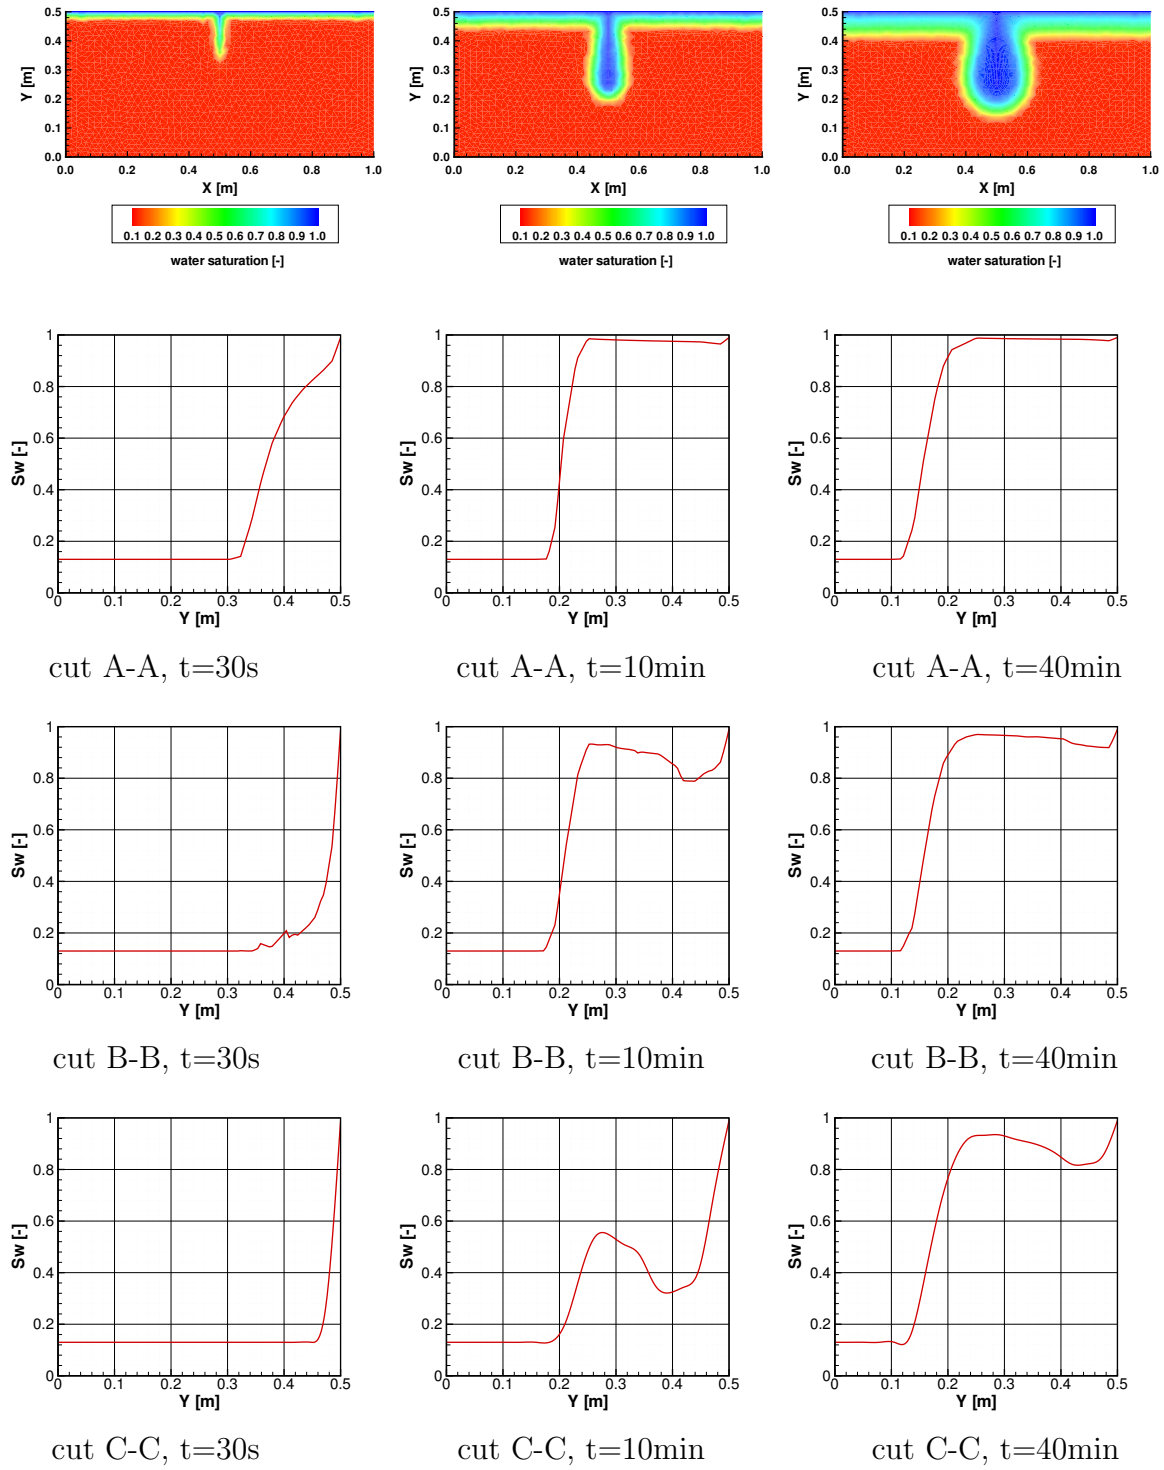 0.5 0.5 0.5
0.4 0.4 0.4
Y [m] Y [m] Y [m]
0.3 0.3 0.3
0.2 0.2 0.2
0.1 0.1 0.1
0.0 0.0 0.0
0.0 0.2 0.4 0.6 0.8 1.0 0.0 0.2 0.4 0.6 0.8 1.0 0.0 0.2 0.4 0.6 0.8 1.0
X [m] X [m] X [m]
0.1 0.2 0.3 0.4 0.5 0.6 0.7 0.8 0.9 1.0 0.1 0.2 0.3 0.4 0.5 0.6 0.7 0.8 0.9 1.0 0.1 0.2 0.3 0.4 0.5 0.6 0.7 0.8 0.9 1.0
water saturation [-] water saturation [-] water saturation [-]
1 1 1
0.8 0.8 0.8
0.6 0.6 0.6
Sw [-] Sw [-] Sw [-]
0.4 0.4 0.4
0.2 0.2 0.2
0 0 0
0 0.1 0.2 0.3 0.4 0.5 0 0.1 0.2 0.3 0.4 0.5 0 0.1 0.2 0.3 0.4 0.5
Y [m] Y [m] Y [m]
cut A-A, t=30s cut A-A, t=10min cut A-A, t=40min
1 1 1
0.8 0.8 0.8
0.6 0.6 0.6
Sw [-] Sw [-] Sw [-]
0.4 0.4 0.4
0.2 0.2 0.2
0 0 0
0 0.1 0.2 0.3 0.4 0.5 0 0.1 0.2 0.3 0.4 0.5 0 0.1 0.2 0.3 0.4 0.5
Y [m] Y [m] Y [m]
cut B-B, t=30s cut B-B, t=10min cut B-B, t=40min
1 1 1
0.8 0.8 0.8
0.6 0.6 0.6
Sw [-] Sw [-] Sw [-]
0.4 0.4 0.4
0.2 0.2 0.2
0 0 0
0 0.1 0.2 0.3 0.4 0.5 0 0.1 0.2 0.3 0.4 0.5 0 0.1 0.2 0.3 0.4 0.5
Y [m] Y [m] Y [m]
cut C-C, t=30s cut C-C, t=10min cut C-C, t=40min